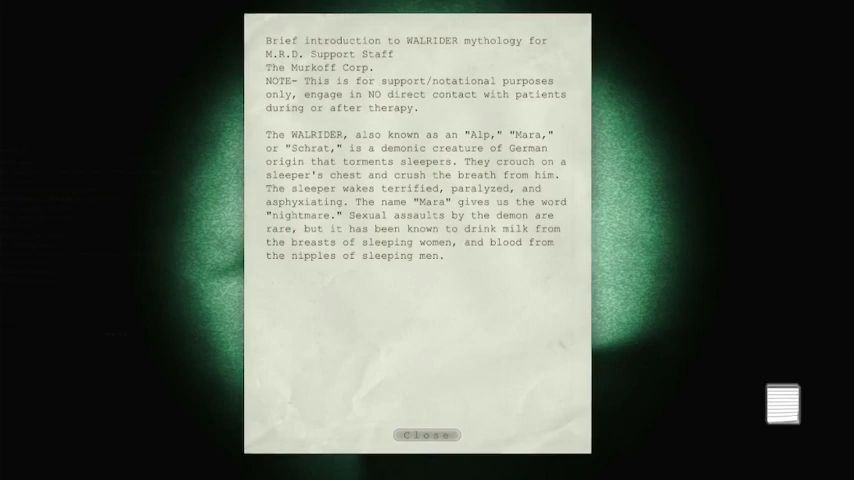 Brief introduction to WALRIDER mythology for
M.R.D. Support Staff
The Murkoff Corp.
NOTE- This is for support/notational purposes
only, engage in NO direct contact with patients
during or after therapy.
The WALRIDER, also known as an "Alp," "Mara,"
or "Schrat," is a demonic creature of German
origin that torments sleepers. They crouch on a
sleeper's chest and crush the breath from him.
The sleeper wakes terrified, paralyzed, and
asphyxiating. The name "Mara" gives us the word
"nightmare." Sexual assaults by the demon are
rare, but it has been known to drink milk from
the breasts of sleeping women, and blood from
the nipples of sleeping men.
Close